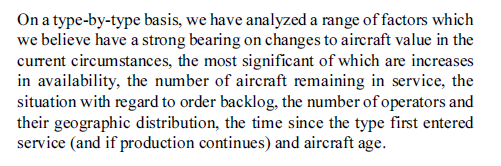 On a type-by-type basis, we have analyzed a range of factors which
we believe have a strong bearing on changes to aircraft value in the
current circumstances, the most significant of which are increases
in availability, the number of aircraft remaining in service, the
situation with regard to order backlog, the number of operators and
their geographic distribution, the time since the type first entered
service (and if production continues) and aircraft age.